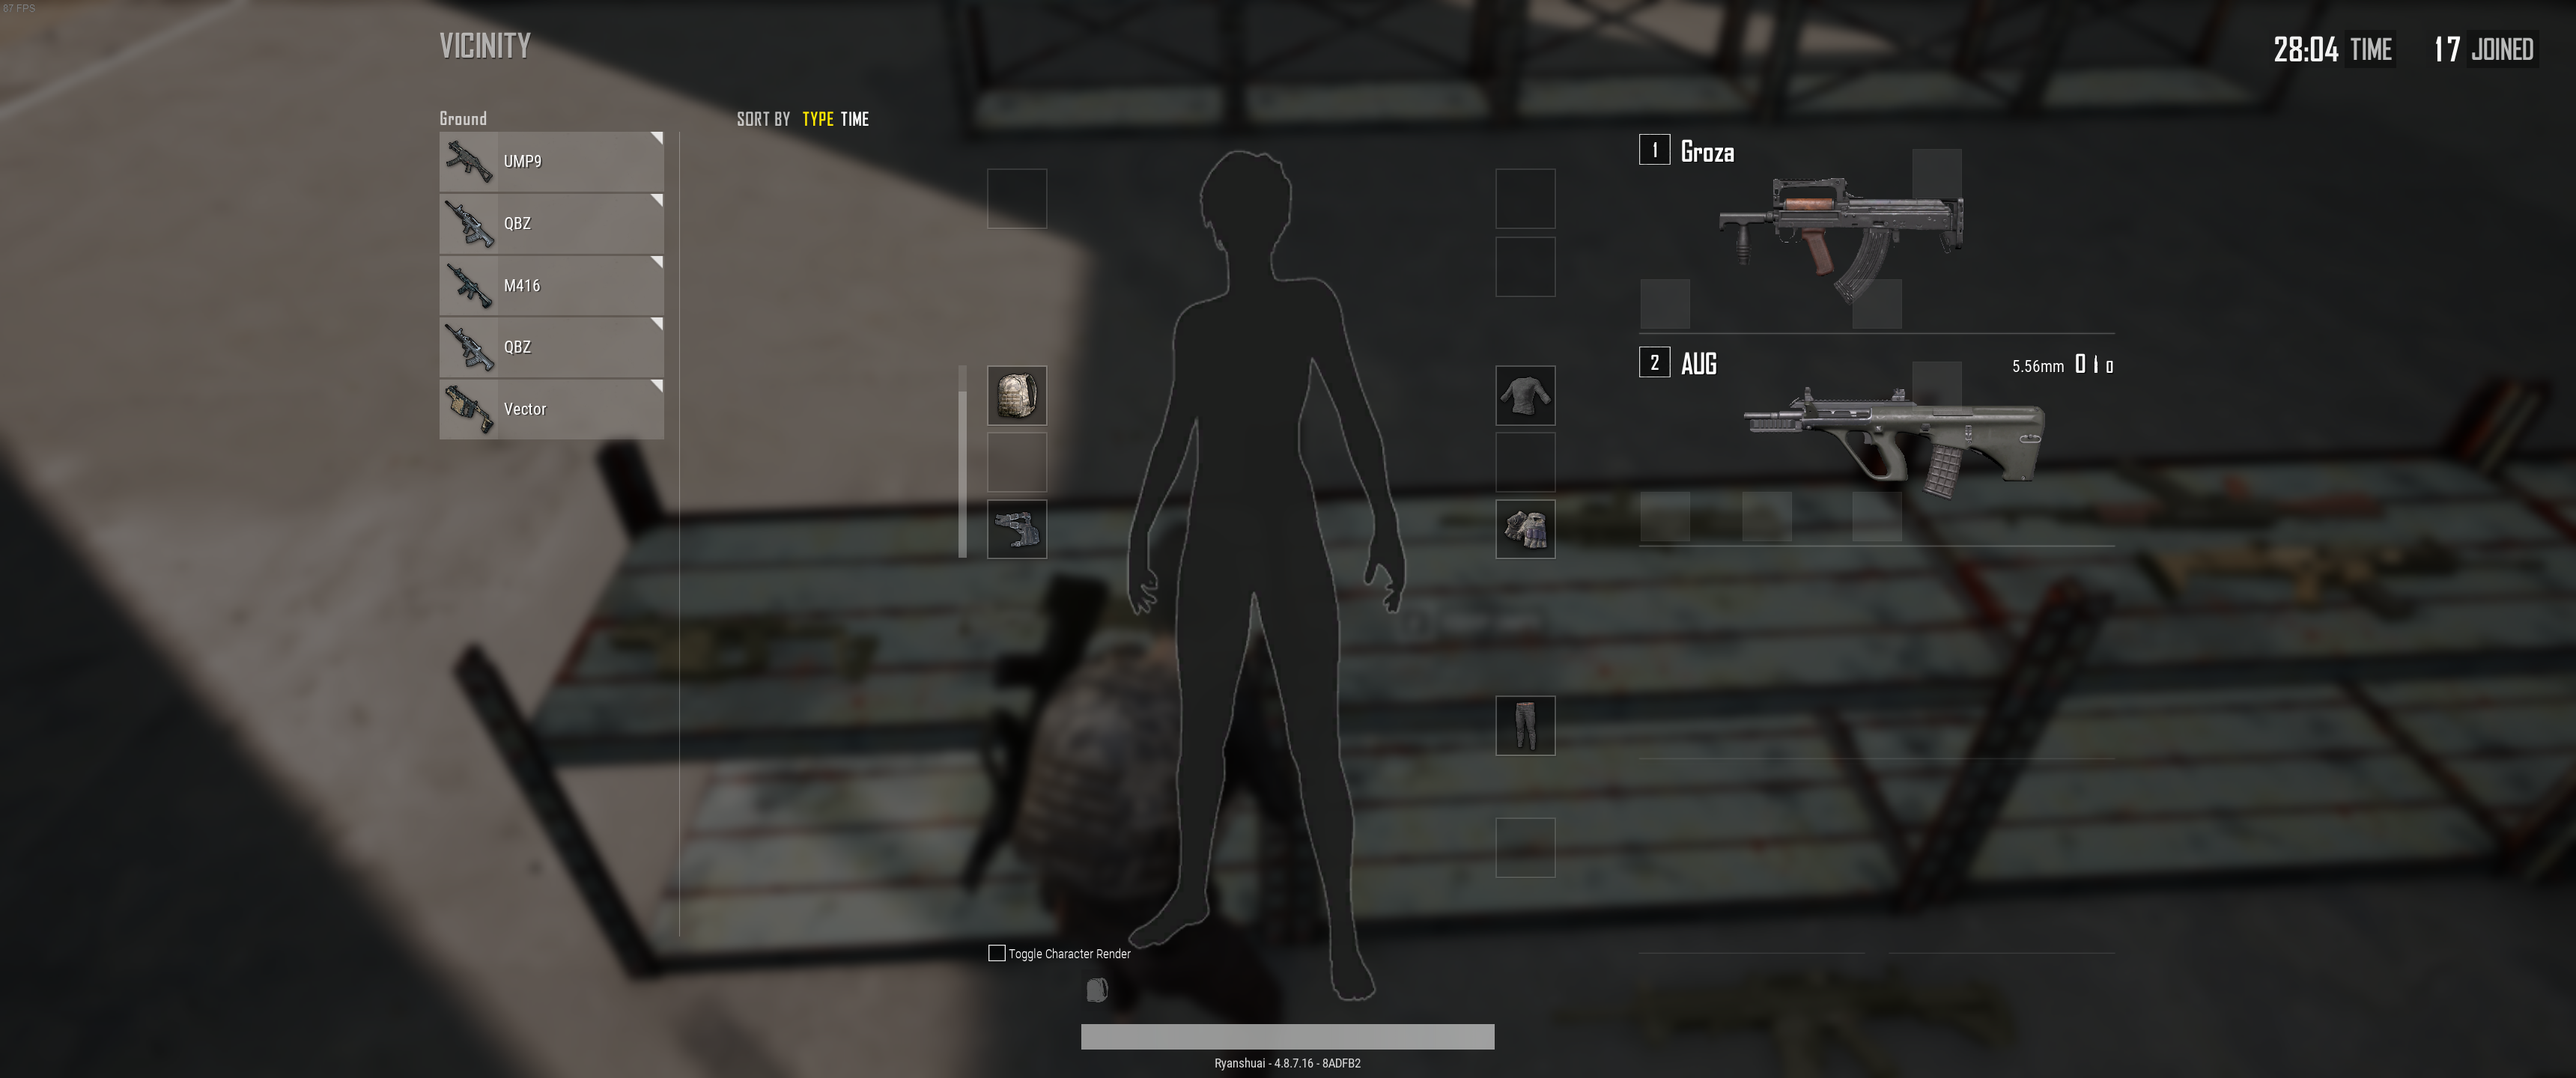 87 FPS
VICINITY
28:04 TIME 17 JOINED
Ground
SORT BY TYPE TIME
UMP9
QBZ
M416
QBZ
Vector
1 Groza
2 AUG 5.56mm 0 0
Toggle Character Render
Ryanshuai - 4.8.7.16 - 8ADFB2